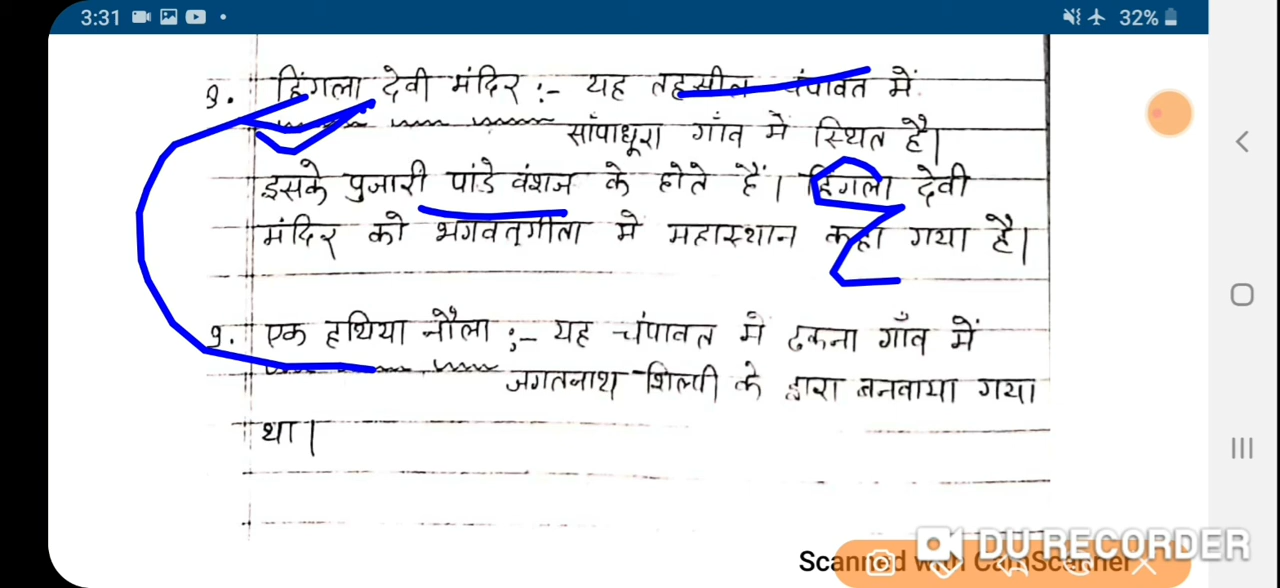 3:31
32%
9. हिंगला देवी मंदिर :- यह तहसील चंपावत में
साँपाधूरा गाँव में स्थित है।
इसके पुजारी पांडे वंशज के होते हैं। हिंगला देवी
मंदिर को भगवतगीता मे महास्थान कहा गया है।
9. एक हथिया नौला :- यह चंपावत मे ढकना गाँव में
जगतनाथ शिल्पी के द्वारा बनवाया गया
था।
DU RECORDER
Scanned with CamScanner